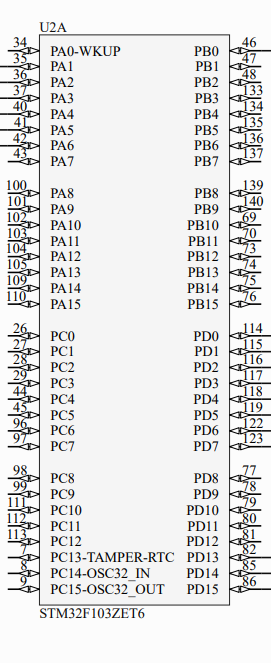 U2A
34 PA0-WKUP PB0 46
35 PA1 PB1 47
36 PA2 PB2 48
37 PA3 PB3 133
40 PA4 PB4 134
41 PA5 PB5 135
42 PA6 PB6 136
43 PA7 PB7 137
100 PA8 PB8 139
101 PA9 PB9 140
102 PA10 PB10 69
103 PA11 PB11 70
104 PA12 PB12 73
105 PA13 PB13 74
109 PA14 PB14 75
110 PA15 PB15 76
26 PC0 PD0 114
27 PC1 PD1 115
28 PC2 PD2 116
29 PC3 PD3 117
44 PC4 PD4 118
45 PC5 PD5 119
96 PC6 PD6 122
97 PC7 PD7 123
98 PC8 PD8 77
99 PC9 PD9 78
111 PC10 PD10 79
112 PC11 PD11 80
113 PC12 PD12 81
7 PC13-TAMPER-RTC PD13 82
8 PC14-OSC32_IN PD14 85
9 PC15-OSC32_OUT PD15 86
STM32F103ZET6